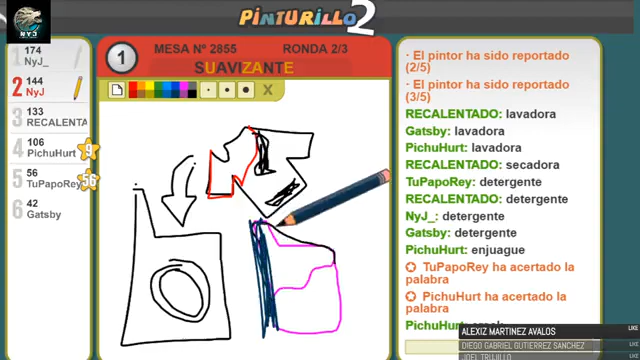 PINTURILLO 2
NYJ
1
MESA Nº 2855
RONDA 2/3
SUAVIZANTE
X
174
NyJ_
2
144
NyJ
3
133
RECALENTA
4
106
PichuHurt
9
5
56
TuPapoRey
56
6
42
Gatsby
· El pintor ha sido reportado
(2/5)
· El pintor ha sido reportado
(3/5)
RECALENTADO: lavadora
Gatsby: lavadora
PichuHurt: lavadora
RECALENTADO: secadora
TuPapoRey: detergente
RECALENTADO: detergente
NyJ_: detergente
Gatsby: detergente
PichuHurt: enjuague
TuPapoRey ha acertado la
palabra
PichuHurt ha acertado la
palabra
PichuHurt:
ALEXIZ MARTINEZ AVALOS
LIKE
DIEGO GABRIEL GUTIERREZ SANCHEZ
LIKE
JOEL TRUJILLO
LIKE